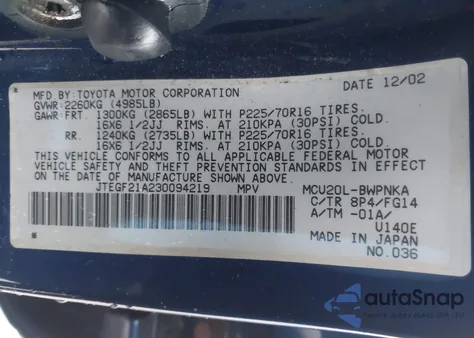 MFD BY: TOYOTA MOTOR CORPORATION DATE 12/02
GVWR 2260KG (4985LB)
GAWR: FRT. 1300KG (2865LB) WITH P225/70R16 TIRES.
16X6 1/2JJ RIMS. AT 210KPA (30PSI) COLD.
RR. 1240KG (2735LB) WITH P225/70R16 TIRES.
16X6 1/2JJ RIMS. AT 210KPA (30PSI) COLD.
THIS VEHICLE CONFORMS TO ALL APPLICABLE FEDERAL MOTOR
VEHICLE SAFETY, BUMPER, AND THEFT PREVENTION STANDARDS IN EFFECT ON
THE DATE OF MANUFACTURE SHOWN ABOVE.
JTEGF21A230094219 MPV MCU20L-BWPNKA
C/TR 8P4/FG14
A/TM -01A/
U140E
MADE IN JAPAN
NO.036
autoSnap